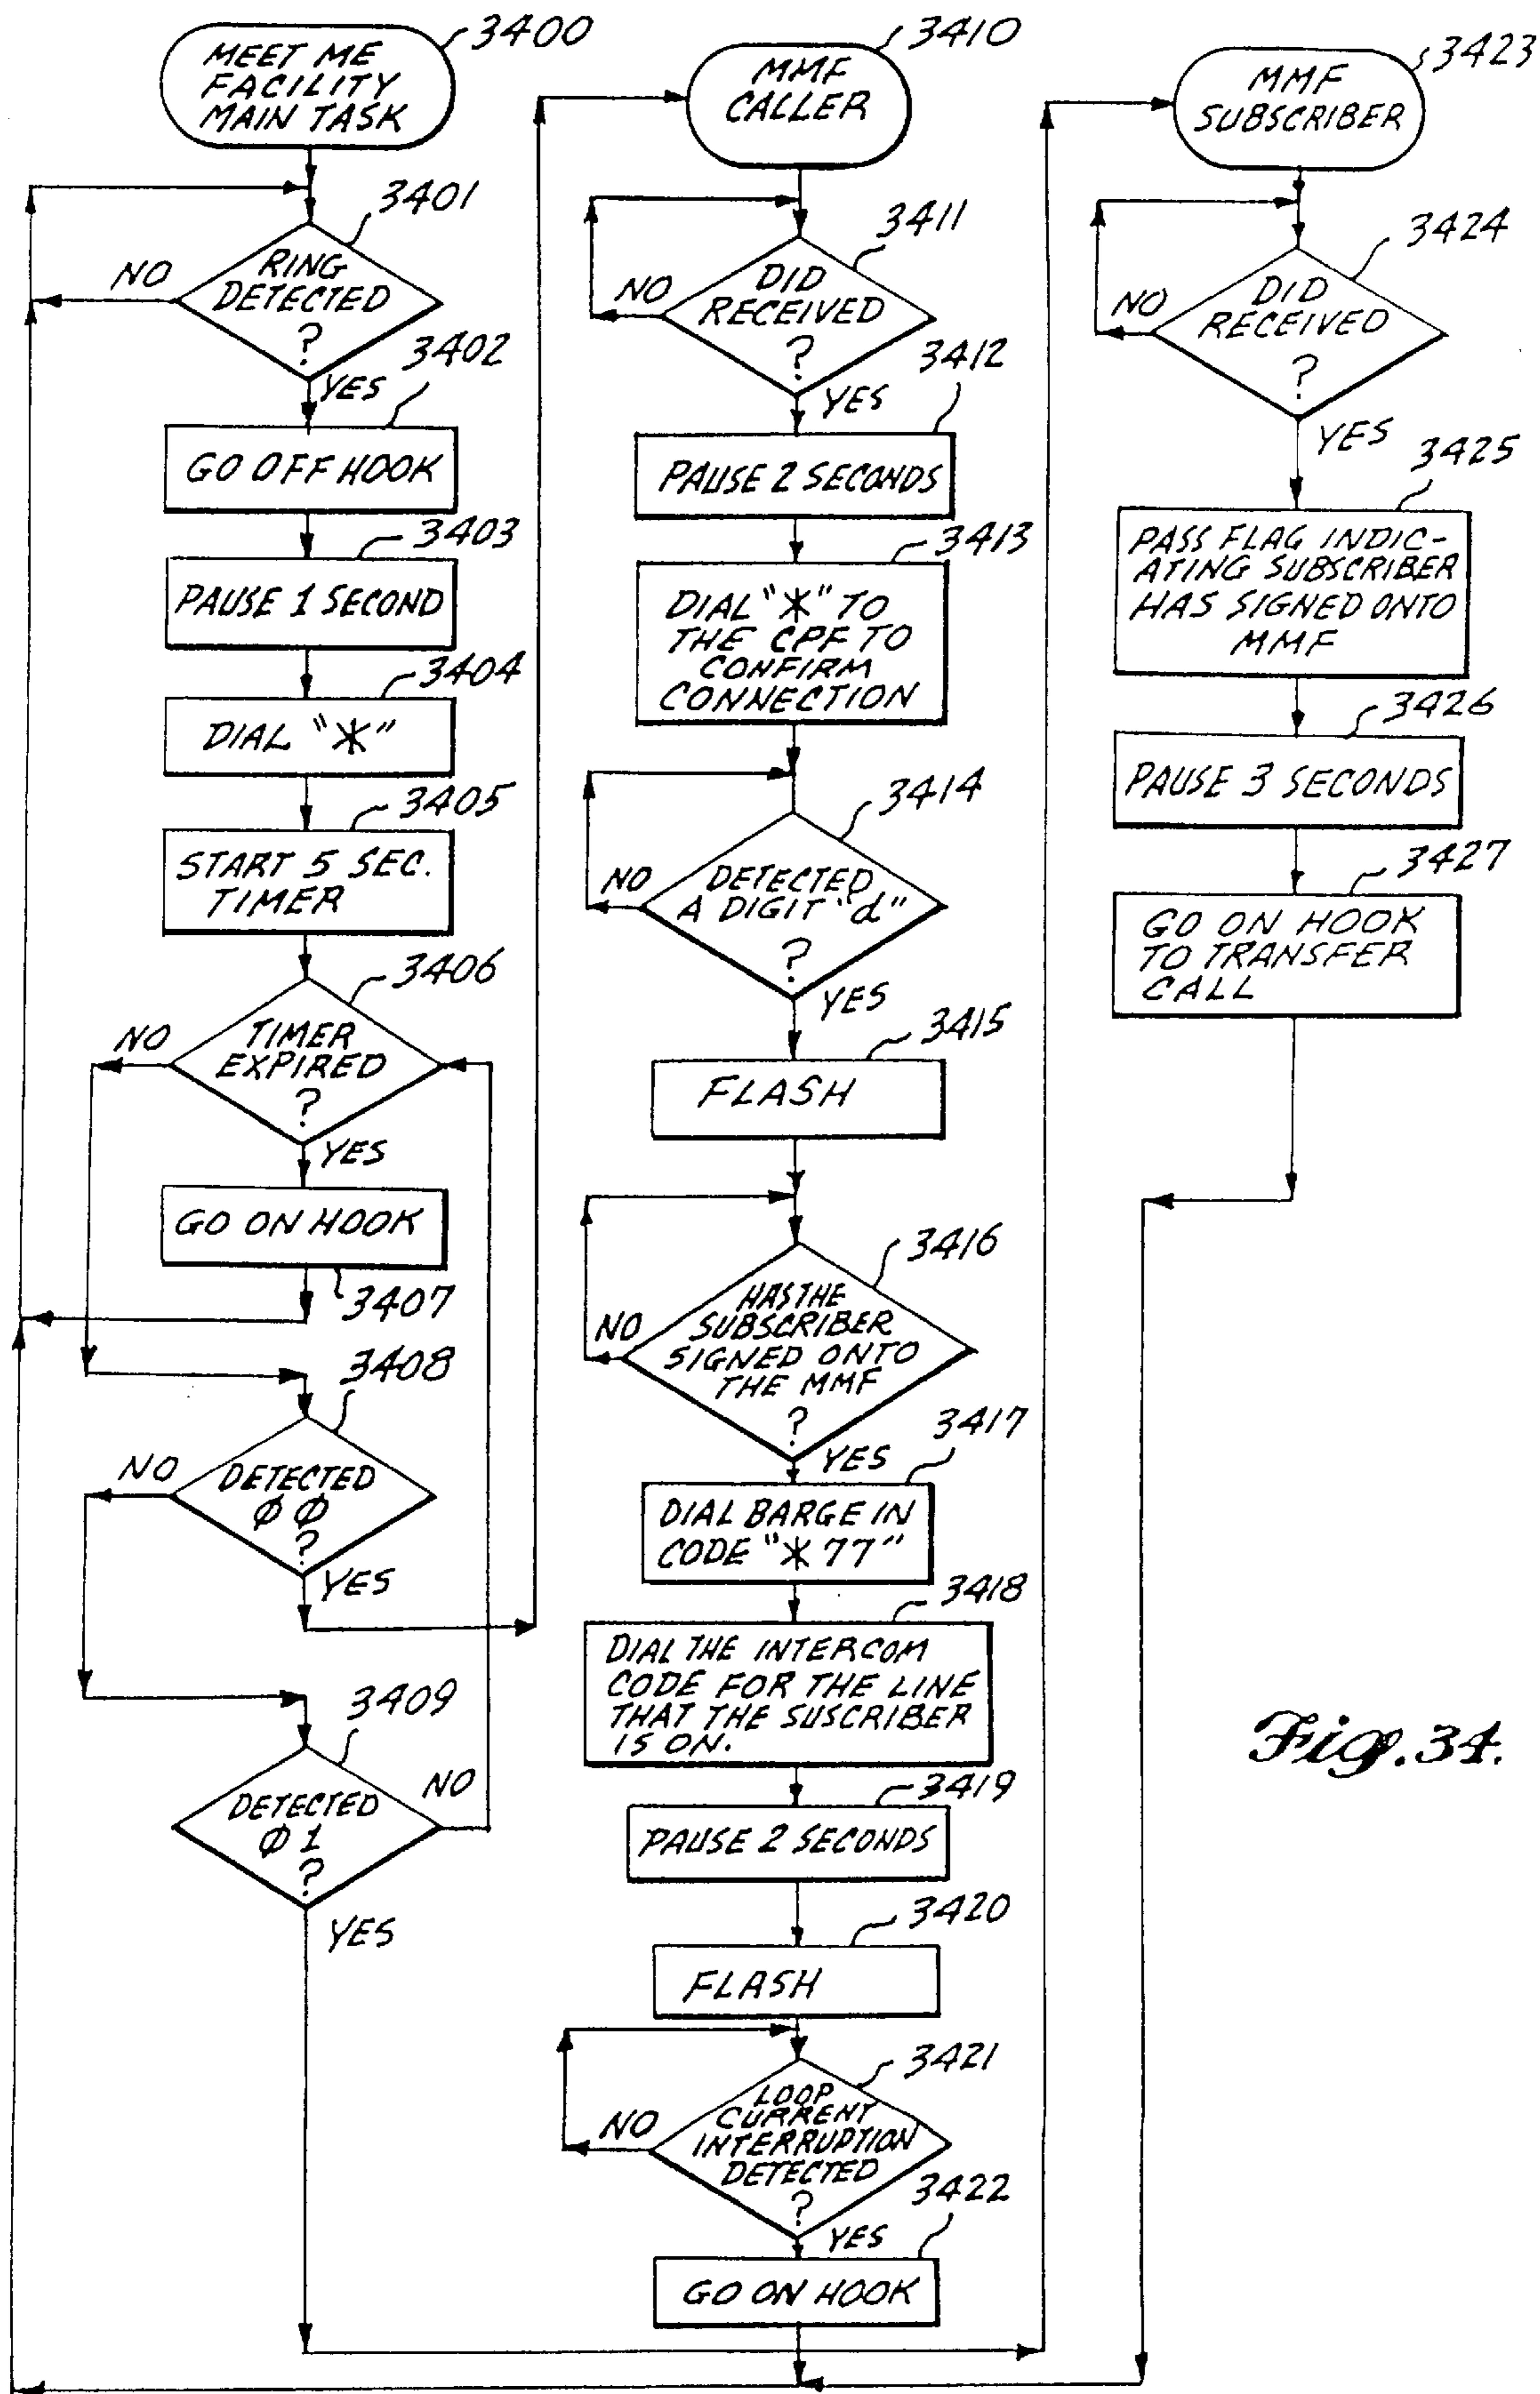 3400
MEET ME
FACILITY
MAIN TASK
3401
RING
DETECTED
?
NO
YES
3402
GO OFF HOOK
3403
PAUSE 1 SECOND
3404
DIAL "*"
3405
START 5 SEC.
TIMER
3406
TIMER
EXPIRED
?
NO
YES
GO ON HOOK
3407
3408
DETECTED
ØØ
?
NO
YES
3409
DETECTED
Ø1
?
NO
YES
3410
MMF
CALLER
3411
DID
RECEIVED
?
NO
YES
3412
PAUSE 2 SECONDS
3413
DIAL "*" TO
THE CPF TO
CONFIRM
CONNECTION
3414
DETECTED
A DIGIT "d"
?
NO
YES
3415
FLASH
3416
HAS THE
SUBSCRIBER
SIGNED ONTO
THE MMF
?
NO
YES
3417
DIAL BARGE IN
CODE "*77"
3418
DIAL THE INTERCOM
CODE FOR THE LINE
THAT THE SUSCRIBER
IS ON.
3419
PAUSE 2 SECONDS
3420
FLASH
3421
LOOP
CURRENT
INTERRUPTION
DETECTED
?
NO
YES
3422
GO ON HOOK
3423
MMF
SUBSCRIBER
3424
DID
RECEIVED
?
NO
YES
3425
PASS FLAG INDIC-
ATING SUBSCRIBER
HAS SIGNED ONTO
MMF
3426
PAUSE 3 SECONDS
3427
GO ON HOOK
TO TRANSFER
CALL
Fig. 34.